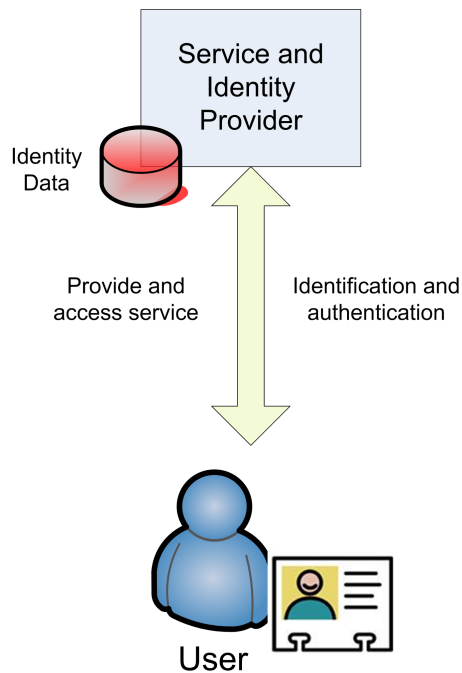 Service and
Identity
Provider
Identity
Data
Provide and
access service
Identification and
authentication
User